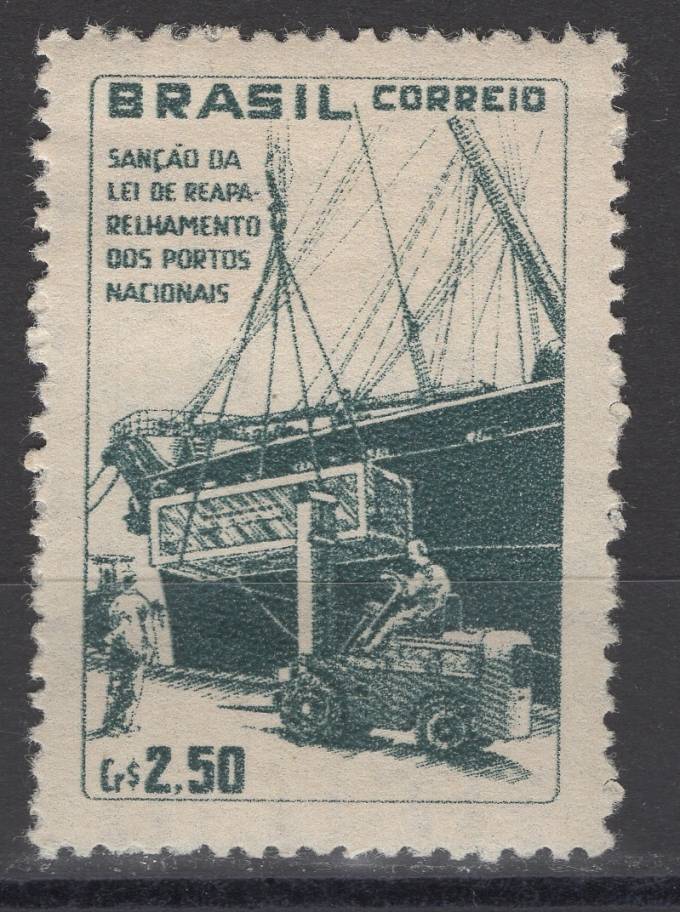 BRASIL CORREIO
SANÇÃO DA
LEI DE REAPA-
RELHAMENTO
DOS PORTOS
NACIONAIS
Cr$ 2,50